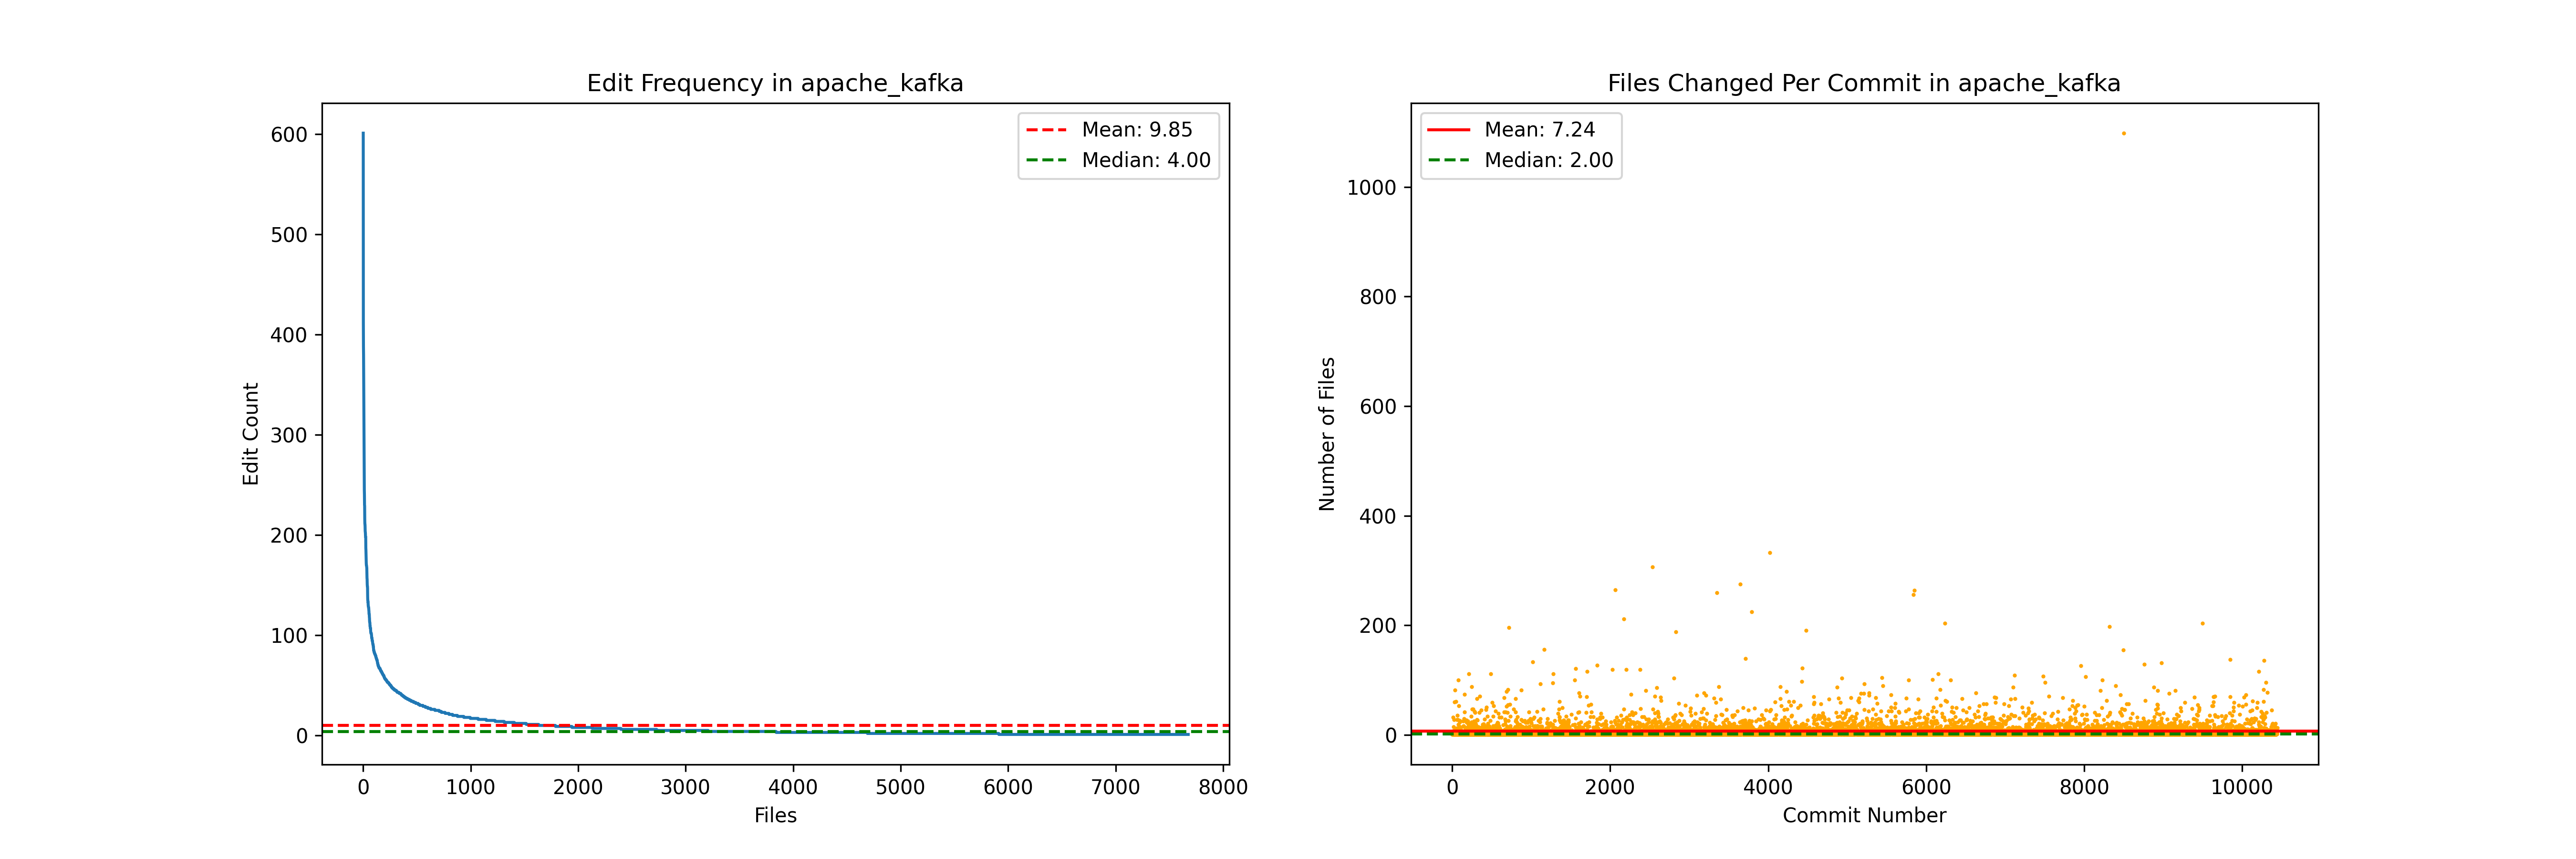 Edit Frequency in apache_kafka
Mean: 9.85
Median: 4.00
600
500
400
300
200
100
0
Edit Count
0 1000 2000 3000 4000 5000 6000 7000 8000
Files
Files Changed Per Commit in apache_kafka
Mean: 7.24
Median: 2.00
1000
800
600
400
200
0
Number of Files
0 2000 4000 6000 8000 10000
Commit Number